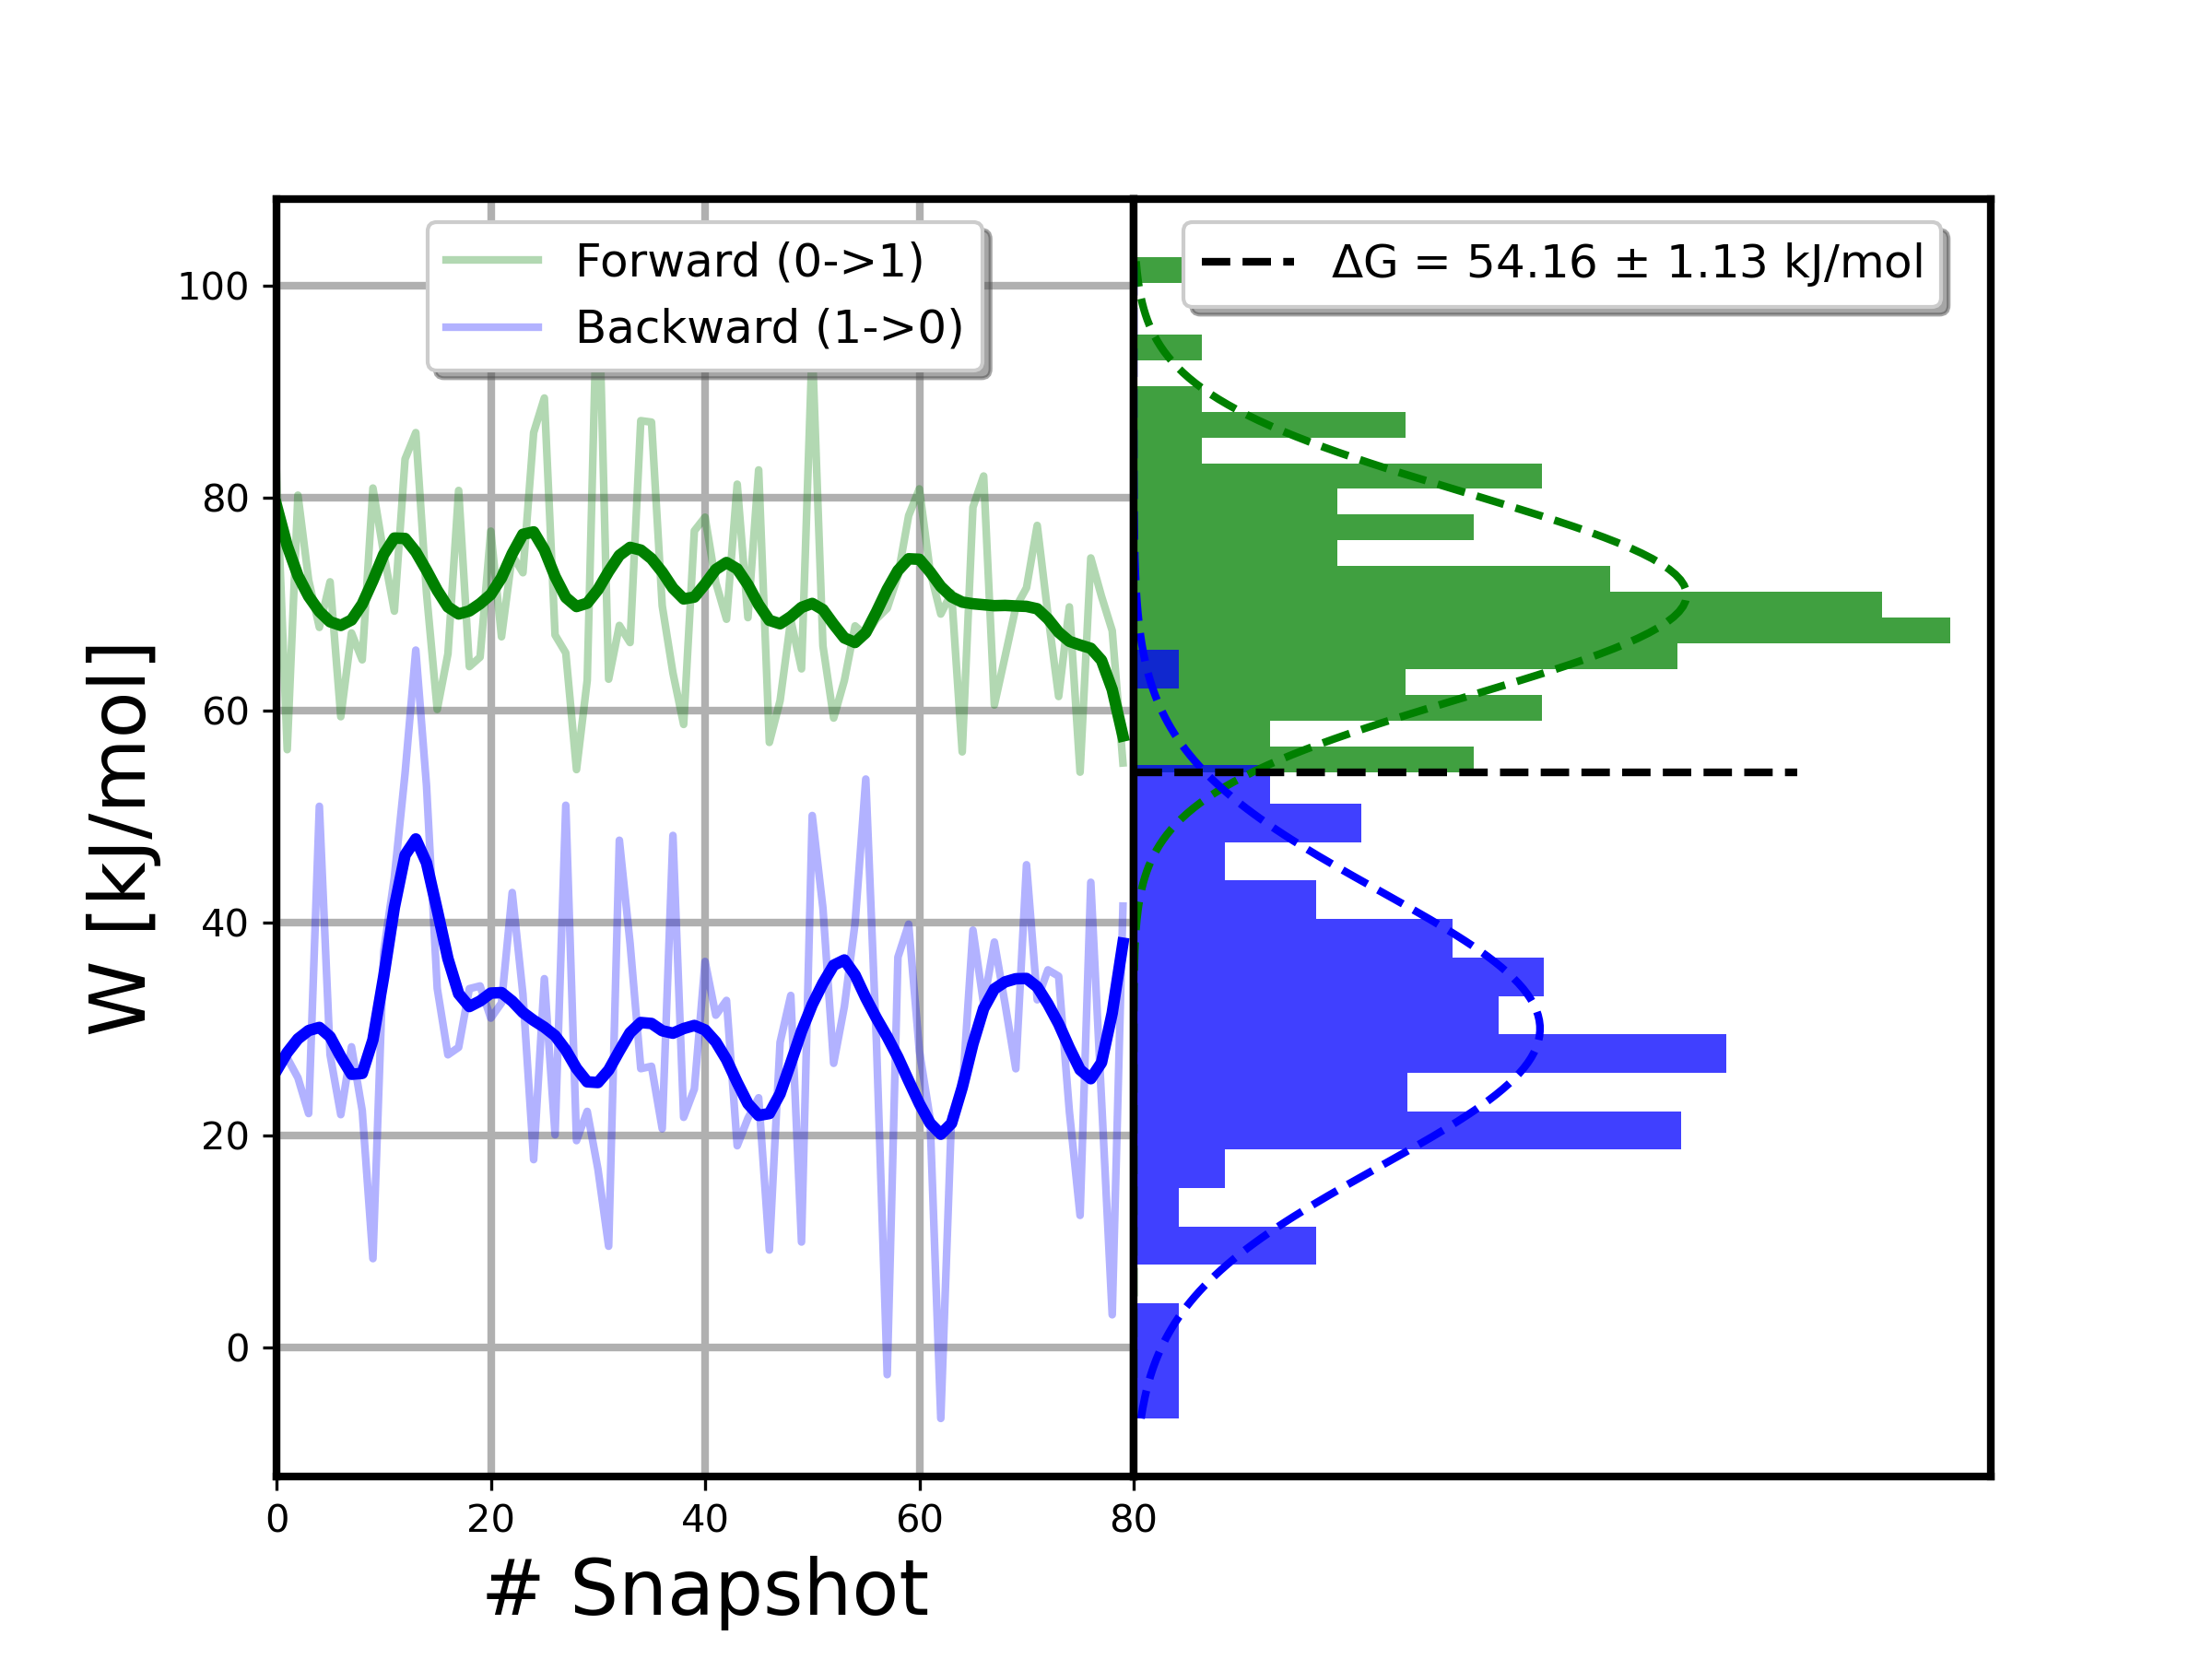 Forward (0->1)
Backward (1->0)
ΔG = 54.16 ± 1.13 kJ/mol
W [kJ/mol]
100
80
60
40
20
0
0 20 40 60 80
# Snapshot